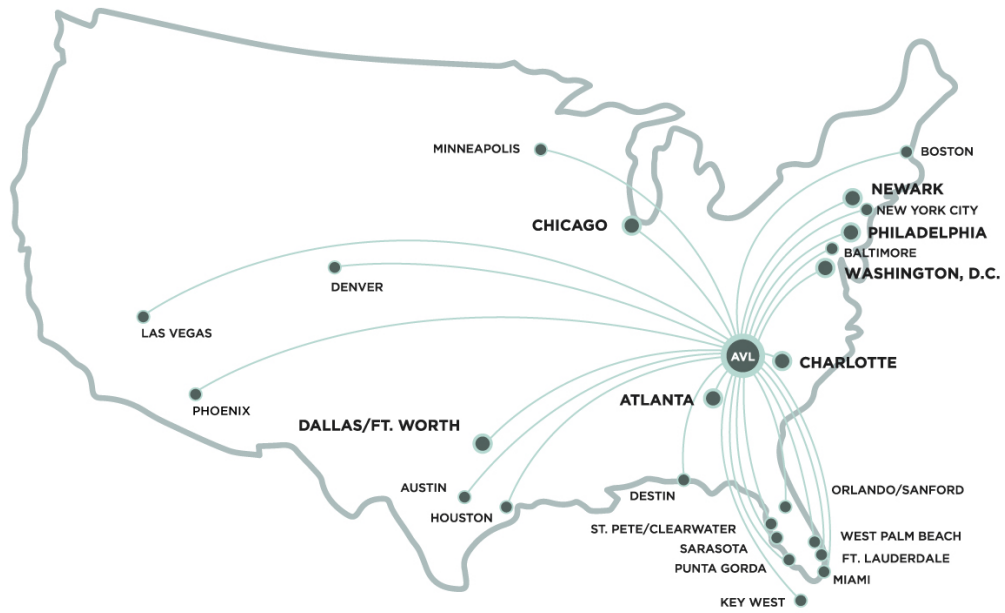 MINNEAPOLIS
BOSTON
NEWARK
CHICAGO
NEW YORK CITY
PHILADELPHIA
BALTIMORE
WASHINGTON, D.C.
DENVER
LAS VEGAS
AVL
CHARLOTTE
ATLANTA
PHOENIX
DALLAS/FT. WORTH
AUSTIN
HOUSTON
DESTIN
ORLANDO/SANFORD
ST. PETE/CLEARWATER
SARASOTA
PUNTA GORDA
WEST PALM BEACH
FT. LAUDERDALE
MIAMI
KEY WEST